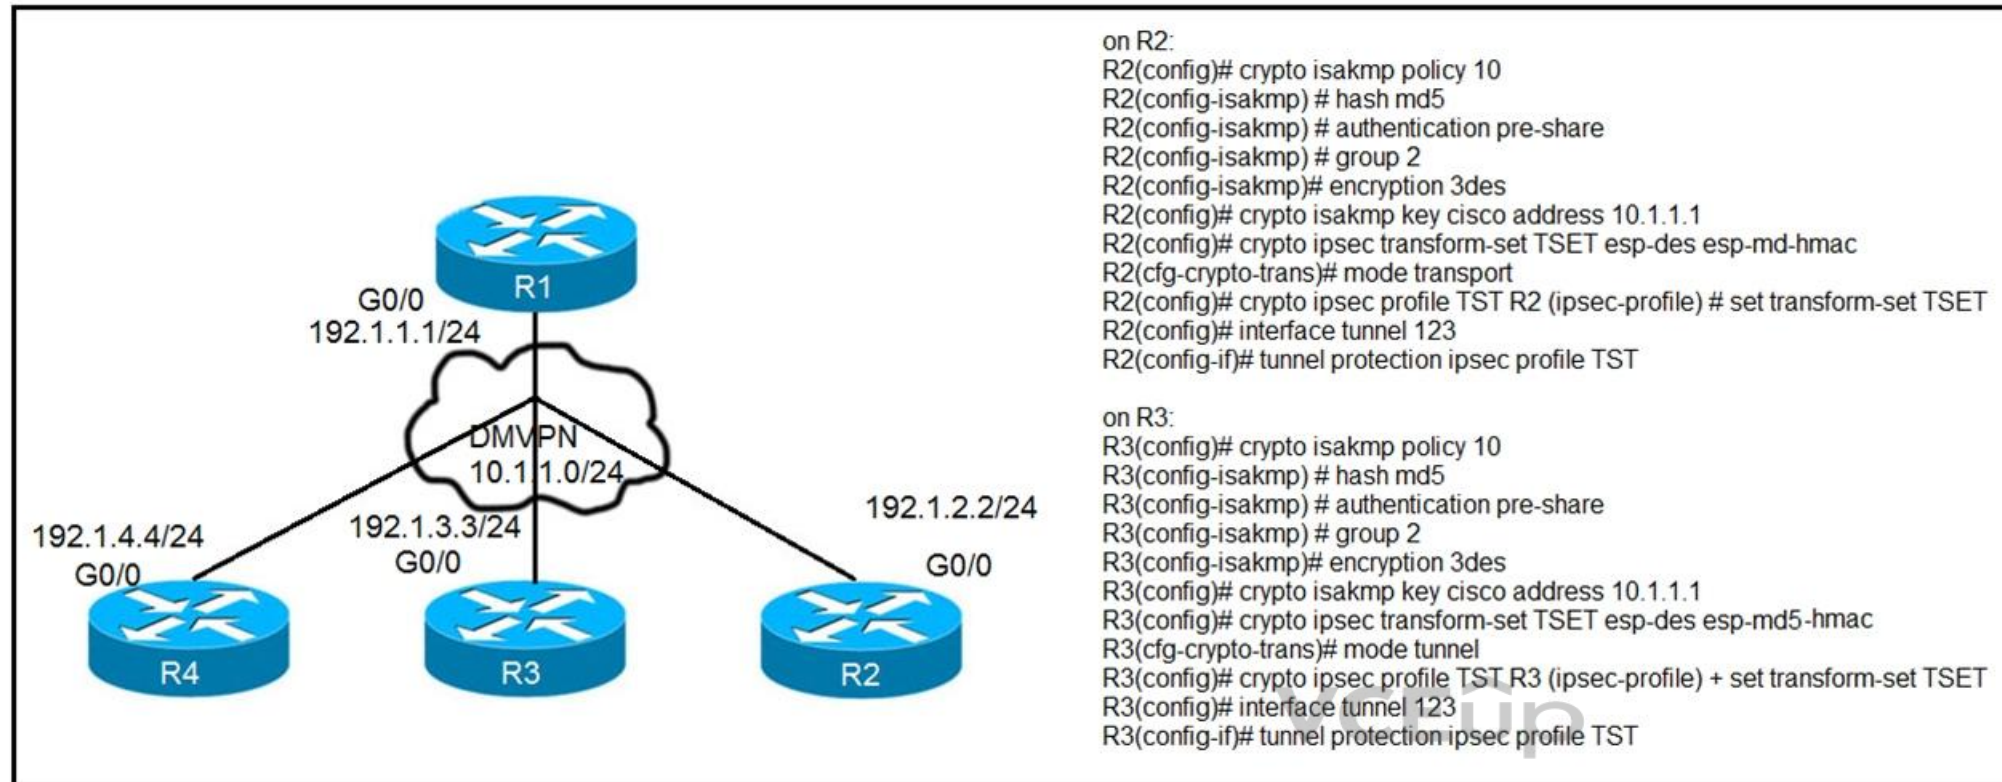 R1
G0/0
192.1.1.1/24
DMVPN
10.1.1.0/24
192.1.4.4/24
G0/0
192.1.3.3/24
G0/0
192.1.2.2/24
G0/0
R4
R3
R2
on R2:
R2(config)# crypto isakmp policy 10
R2(config-isakmp) # hash md5
R2(config-isakmp) # authentication pre-share
R2(config-isakmp) # group 2
R2(config-isakmp)# encryption 3des
R2(config)# crypto isakmp key cisco address 10.1.1.1
R2(config)# crypto ipsec transform-set TSET esp-des esp-md-hmac
R2(cfg-crypto-trans)# mode transport
R2(config)# crypto ipsec profile TST R2 (ipsec-profile) # set transform-set TSET
R2(config)# interface tunnel 123
R2(config-if)# tunnel protection ipsec profile TST
on R3:
R3(config)# crypto isakmp policy 10
R3(config-isakmp) # hash md5
R3(config-isakmp) # authentication pre-share
R3(config-isakmp) # group 2
R3(config-isakmp)# encryption 3des
R3(config)# crypto isakmp key cisco address 10.1.1.1
R3(config)# crypto ipsec transform-set TSET esp-des esp-md5-hmac
R3(cfg-crypto-trans)# mode tunnel
R3(config)# crypto ipsec profile TST R3 (ipsec-profile) + set transform-set TSET
R3(config)# interface tunnel 123
R3(config-if)# tunnel protection ipsec profile TST
VCEûp